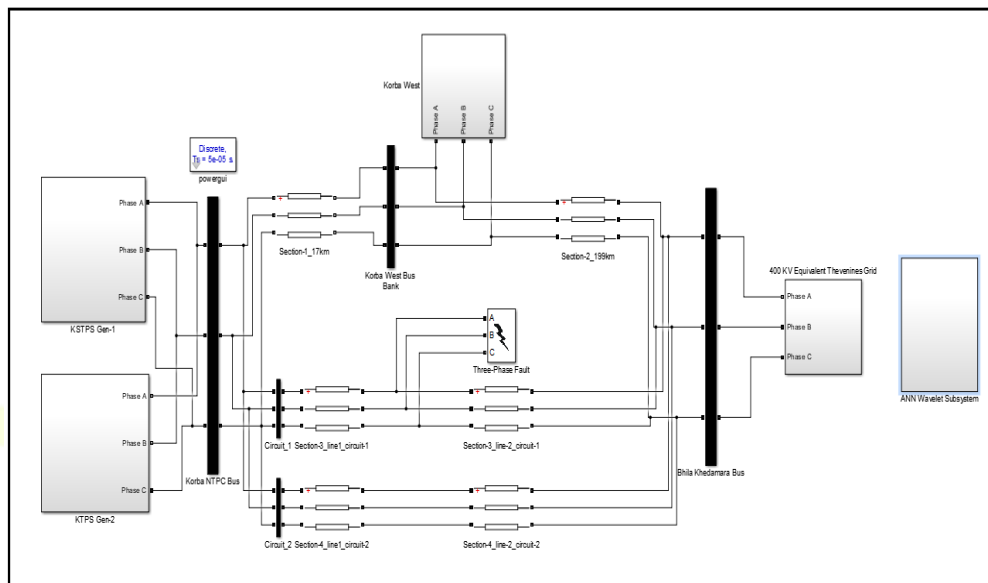 Korba West
Phase A
Phase B
Phase C
Discrete,
Ts = 5e-05 s.
powergui
Phase A
Phase B
Phase C
KSTPS Gen-1
Section-1_17km
Korba West Bus
Bank
Section-2_199km
400 KV Equivalent Thevenines Grid
Phase A
Phase B
Phase C
A
B
C
Three-Phase Fault
ANN Wavelet Subsystem
Phase A
Phase B
Phase C
KTPS Gen-2
Korba NTPC Bus
Circuit_1
Section-3_line1_circuit-1
Section-3_line-2_circuit-1
Bhila Khedamara Bus
Circuit_2
Section-4_line1_circuit-2
Section-4_line-2_circuit-2